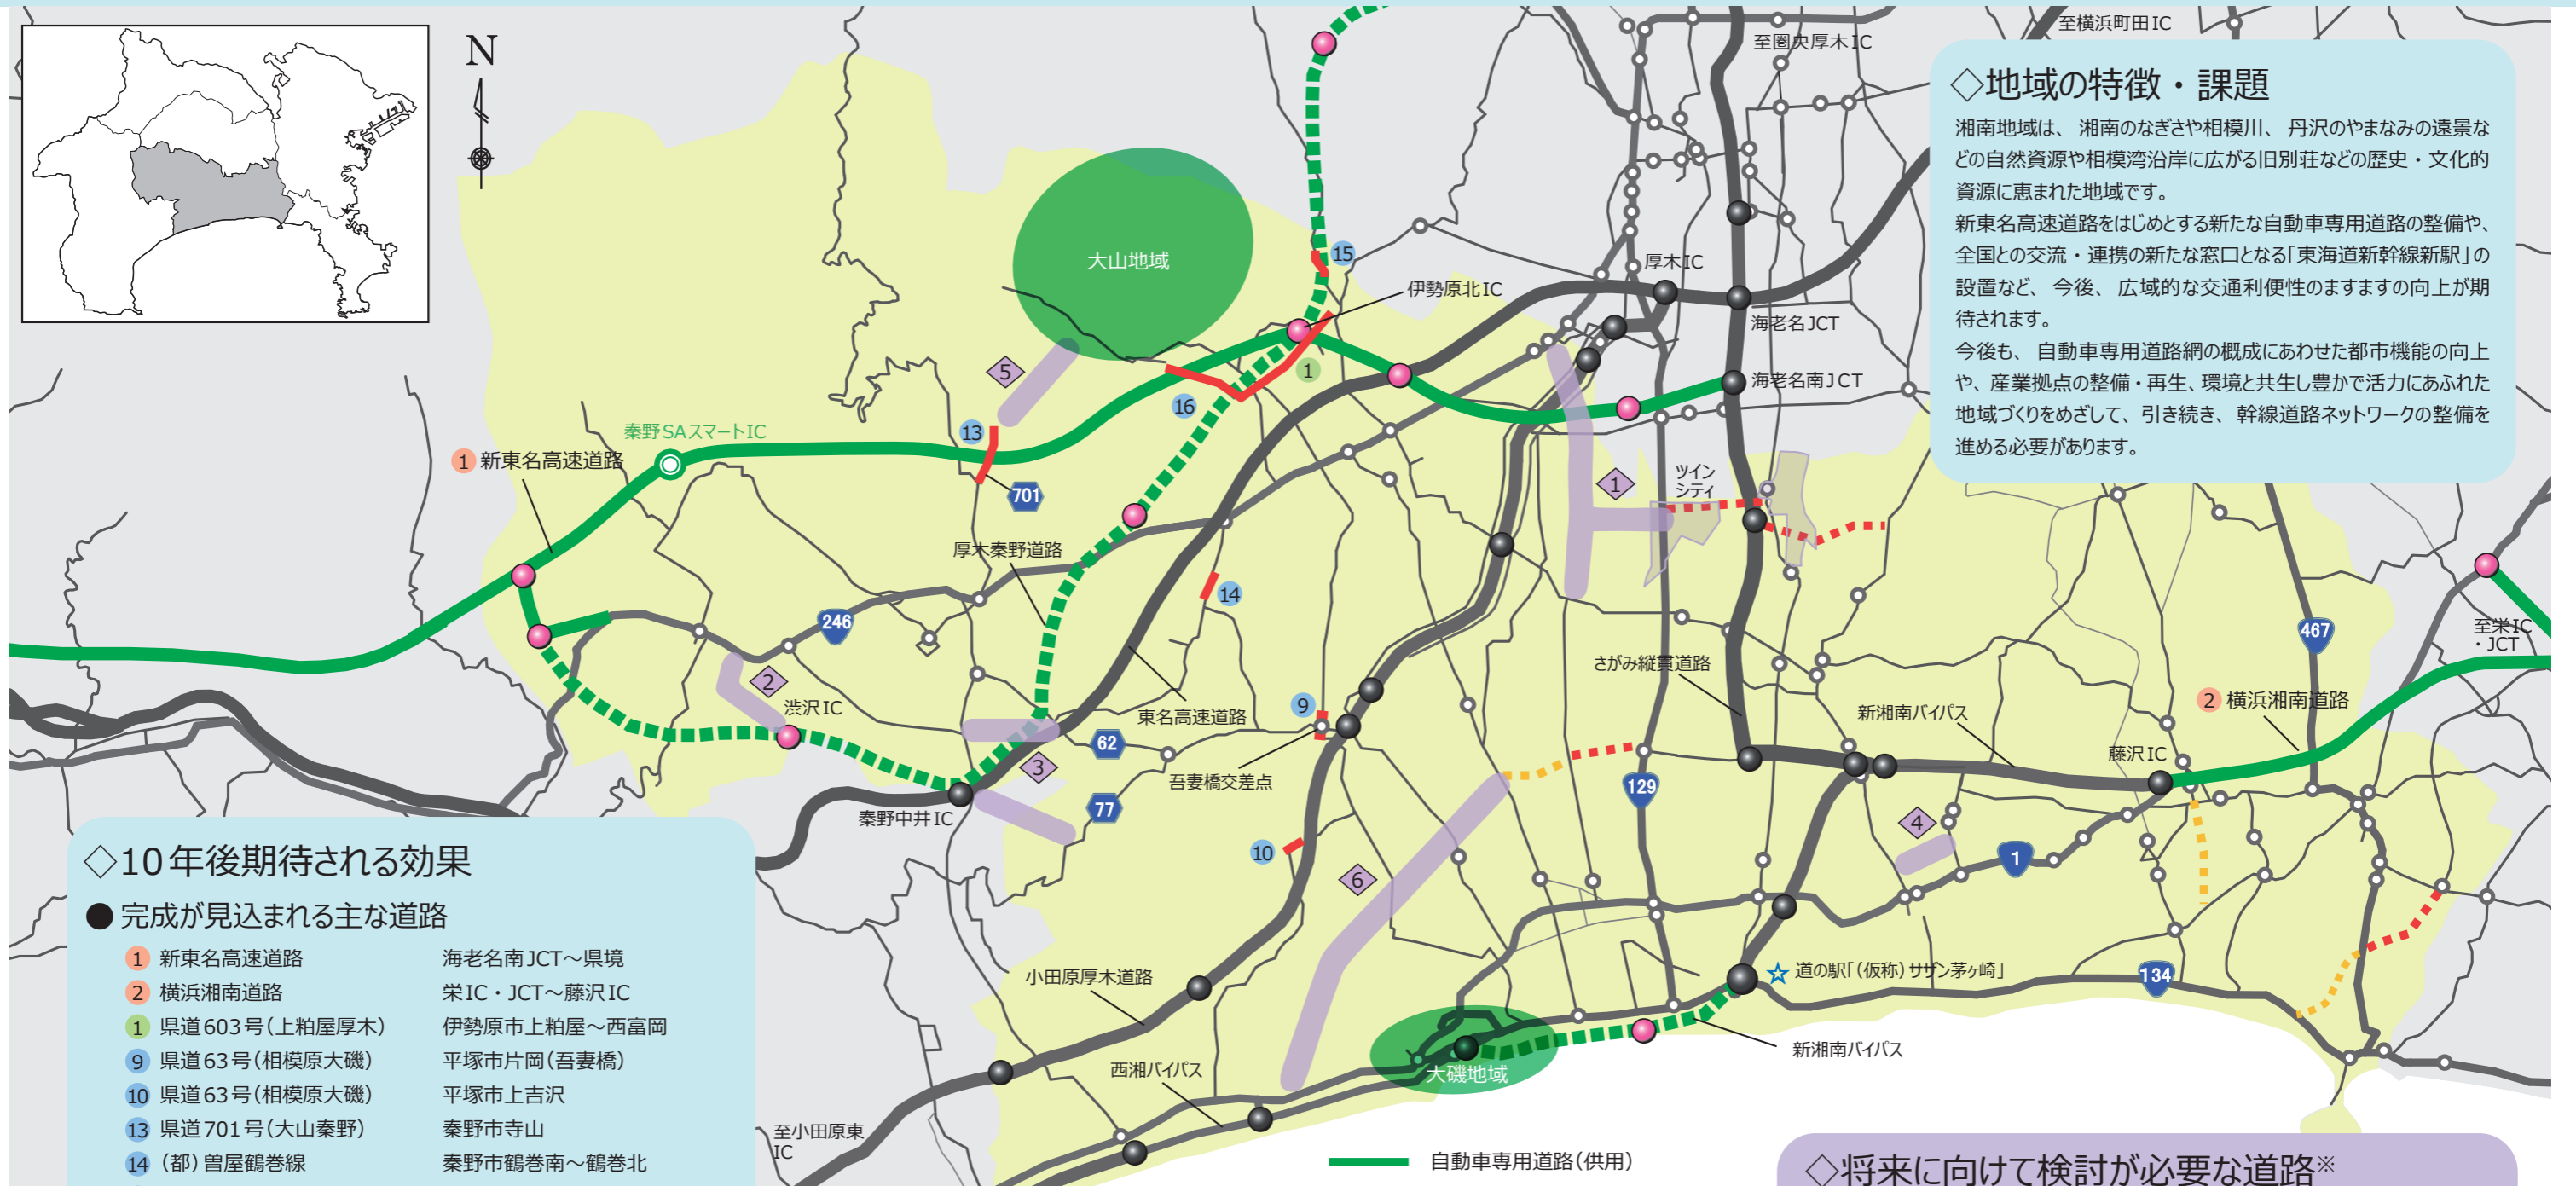 至横浜町田IC
至圏央厚木IC
N
◇地域の特徴・課題
湘南地域は、湘南のなぎさや相模川、丹沢のやまなみの遠景な
どの自然資源や相模湾沿岸に広がる旧別荘などの歴史・文化的
資源に恵まれた地域です。
新東名高速道路をはじめとする新たな自動車専用道路の整備や、
全国との交流・連携の新たな窓口となる「東海道新幹線新駅」の
設置など、今後、広域的な交通利便性のますますの向上が期
待されます。
今後も、自動車専用道路網の概成にあわせた都市機能の向上
や、産業拠点の整備・再生、環境と共生し豊かで活力にあふれた
地域づくりをめざして、引き続き、幹線道路ネットワークの整備を
進める必要があります。
大山地域
15
厚木IC
伊勢原北IC
海老名JCT
5
1
海老名南JCT
16
秦野SAスマートIC
13
1 新東名高速道路
701
1
ツイン
シティ
厚木秦野道路
14
246
467
至栄IC
・JCT
さがみ縦貫道路
2
渋沢IC
9
東名高速道路
新湘南バイパス
2 横浜湘南道路
62
藤沢IC
3
吾妻橋交差点
129
77
秦野中井IC
4
10
1
6
小田原厚木道路
道の駅「(仮称)サザン茅ヶ崎」
134
新湘南バイパス
西湘バイパス
大磯地域
至小田原東
IC
◇10年後期待される効果
●完成が見込まれる主な道路
1 新東名高速道路 海老名南JCT～県境
2 横浜湘南道路 栄IC・JCT～藤沢IC
1 県道603号(上粕屋厚木) 伊勢原市上粕屋～西富岡
9 県道63号(相模原大磯) 平塚市片岡(吾妻橋)
10 県道63号(相模原大磯) 平塚市上吉沢
13 県道701号(大山秦野) 秦野市寺山
14 (都)曽屋鶴巻線 秦野市鶴巻南～鶴巻北
自動車専用道路(供用)
◇将来に向けて検討が必要な道路※